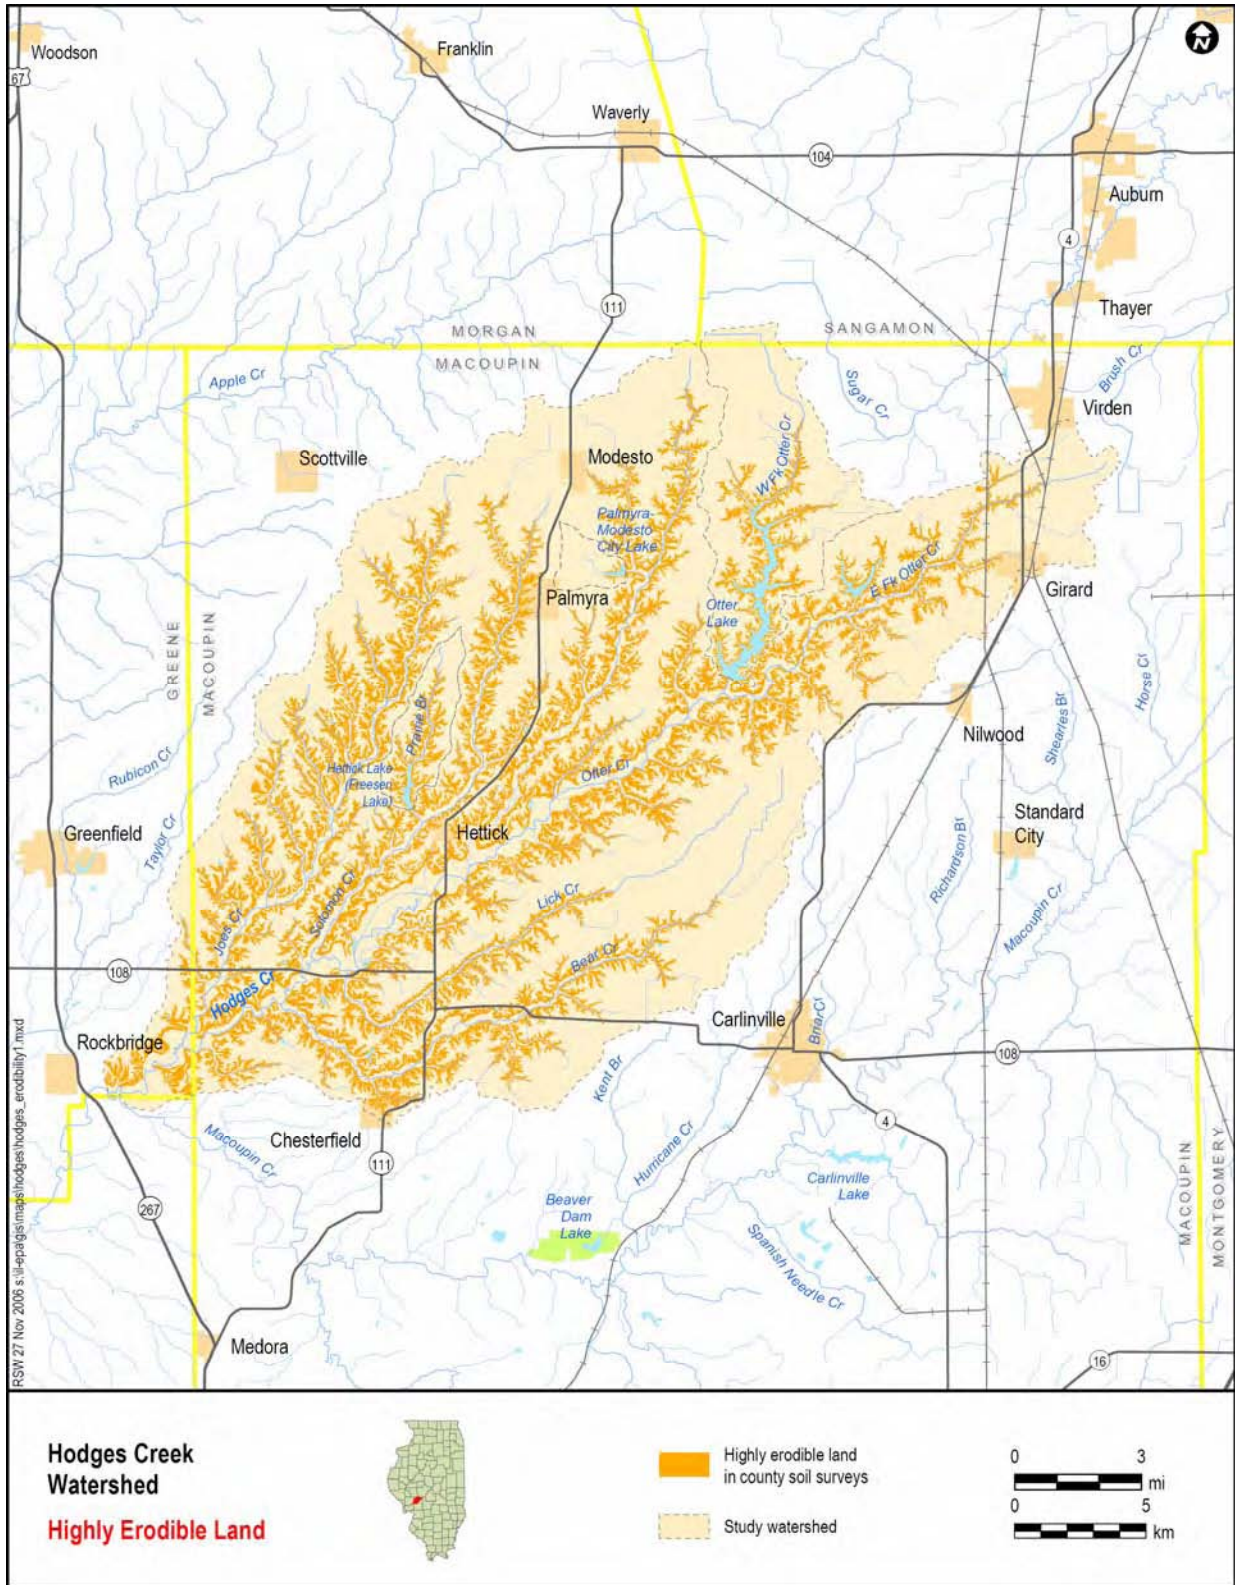 Woodson
Franklin
67
Waverly
104
Auburn
4
N
111
Thayer
MORGAN
SANGAMON
MACOUPIN
Apple Cr
Sugar Cr
Brush Cr
Virden
Scottville
Modesto
W Fk Otter Cr
Palmyra-
Modesto
City Lake
E Fk Otter Cr
Palmyra
Otter
Lake
Girard
GREENE
MACOUPIN
Prairie Br
Horse Cr
Shearles Br
Nilwood
Rubicon Cr
Hettick Lake
(Freesen
Lake)
Otter Cr
Greenfield
Taylor Cr
Hettick
Standard
City
Richardson Br
Solomon Cr
Lick Cr
Joes Cr
Macoupin Cr
Bear Cr
108
Hodges Cr
Rockbridge
Carlinville
Briar Cr
108
Kent Br
4
Chesterfield
Macoupin Cr
111
Hurricane Cr
Carlinville
Lake
MACOUPIN
MONTGOMERY
267
Beaver
Dam
Lake
Spanish Needle Cr
Medora
16
RSW 27 Nov 2006 s:\il-epa\gis\maps\hodges\hodges_erodibility1.mxd
Hodges Creek
Watershed
Highly Erodible Land
Highly erodible land
in county soil surveys
Study watershed
0 3
mi
0 5
km